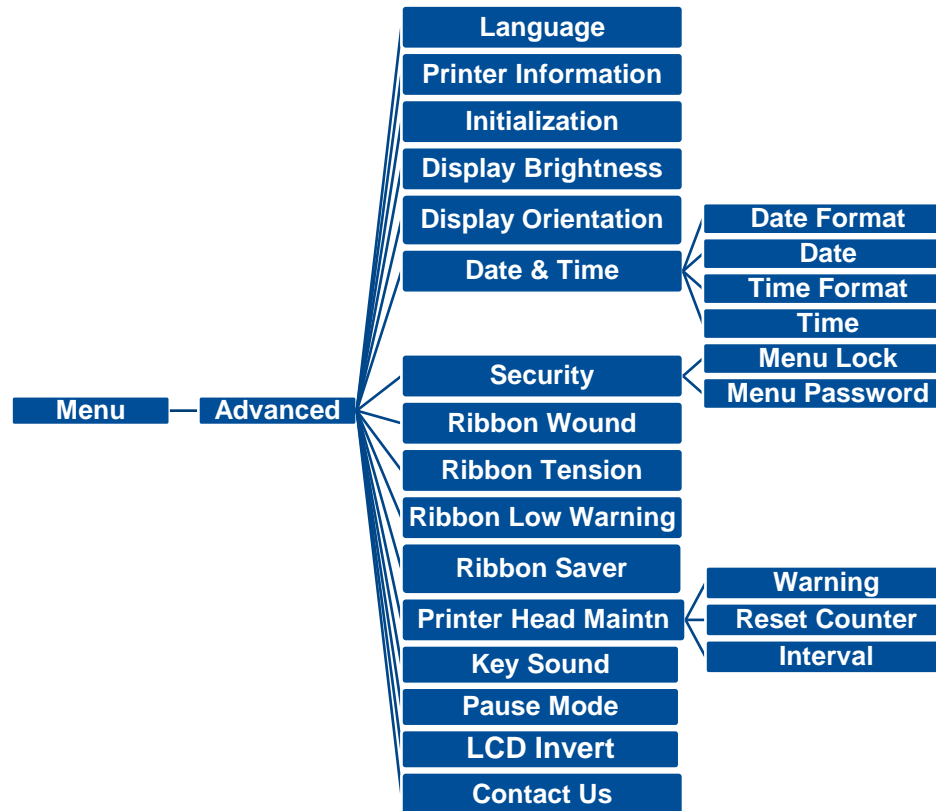 Language
Printer Information
Initialization
Display Brightness
Display Orientation
Date & Time
Date Format
Date
Time Format
Time
Menu
Advanced
Security
Menu Lock
Menu Password
Ribbon Wound
Ribbon Tension
Ribbon Low Warning
Ribbon Saver
Printer Head Maintn
Warning
Reset Counter
Interval
Key Sound
Pause Mode
LCD Invert
Contact Us